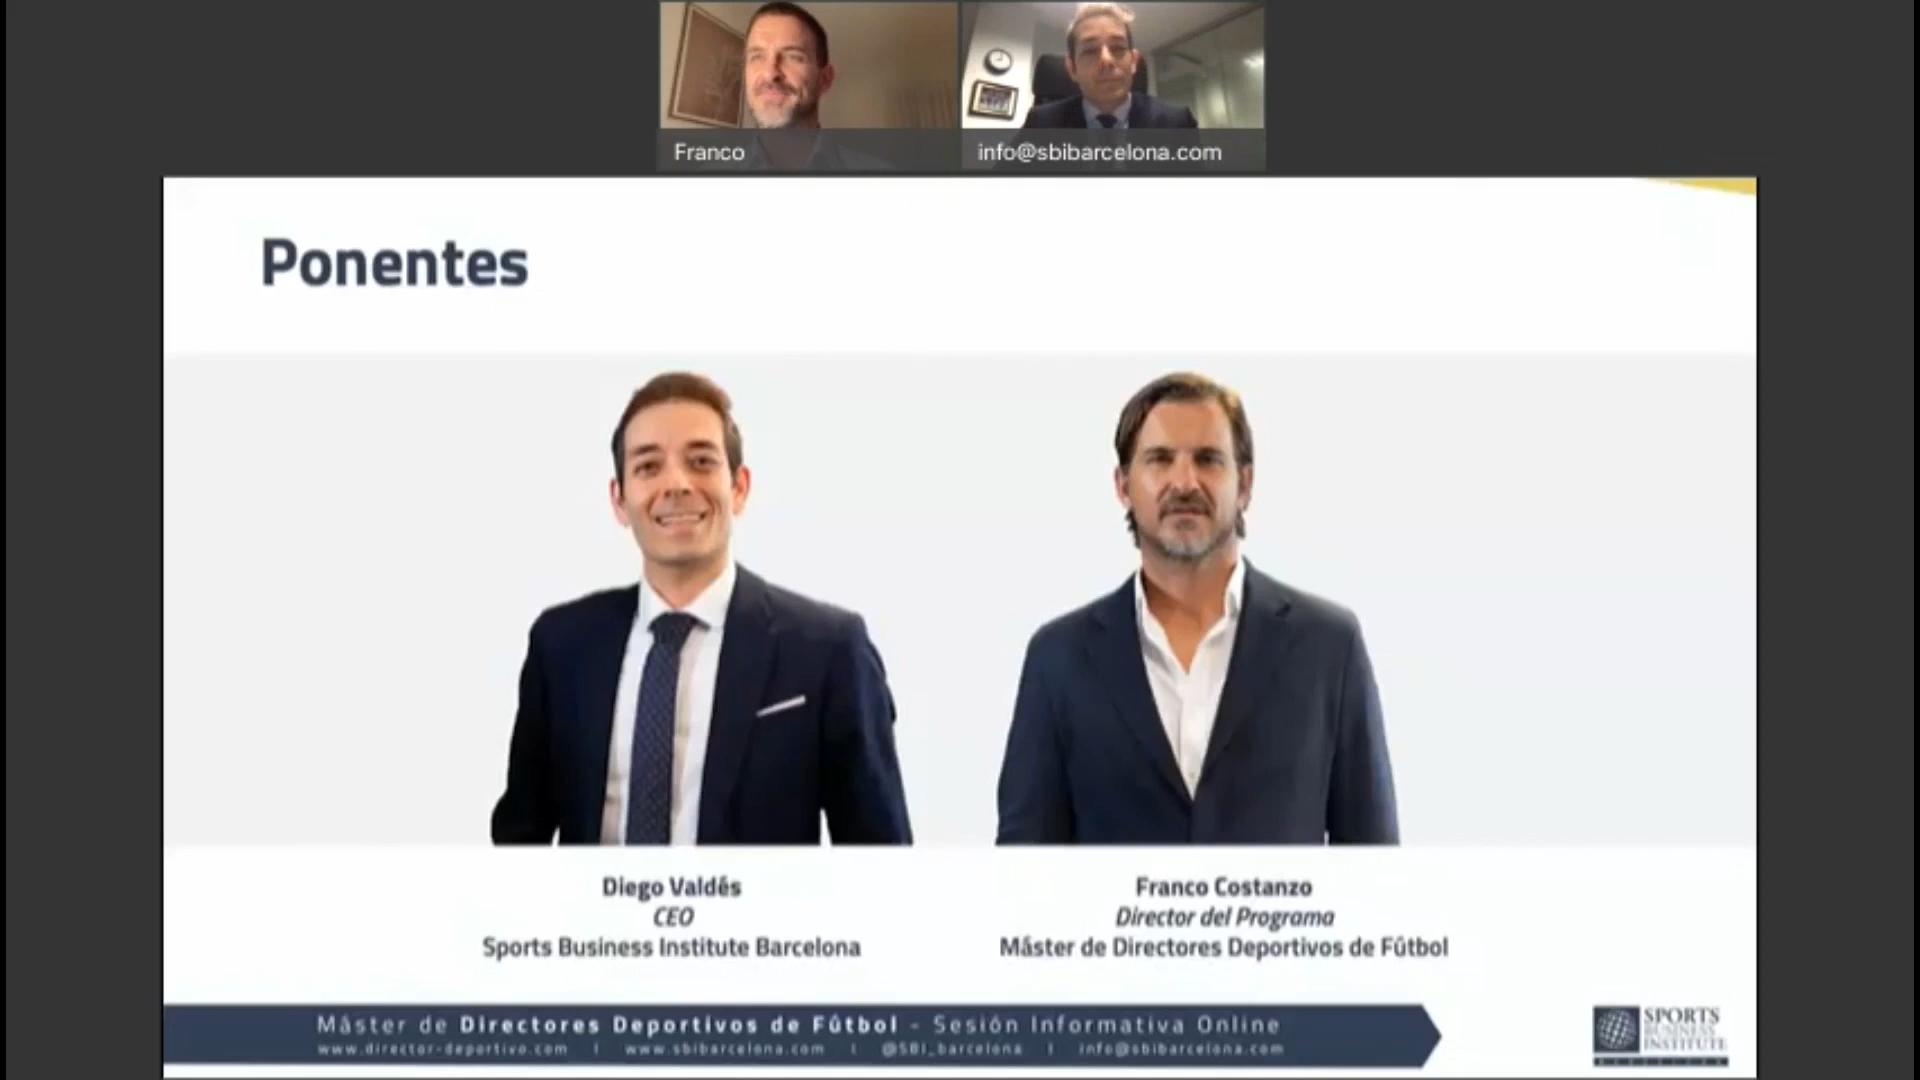 Franco
info@sbibarcelona.com
Ponentes
Diego Valdés
CEO
Sports Business Institute Barcelona
Franco Costanzo
Director del Programa
Máster de Directores Deportivos de Fútbol
Máster de Directores Deportivos de Fútbol - Sesión Informativa Online
www.director-deportivo.com | www.sbibarcelona.com | @SBI_barcelona | info@sbibarcelona.com
SPORTS
BUSINESS
INSTITUTE
BARCELONA